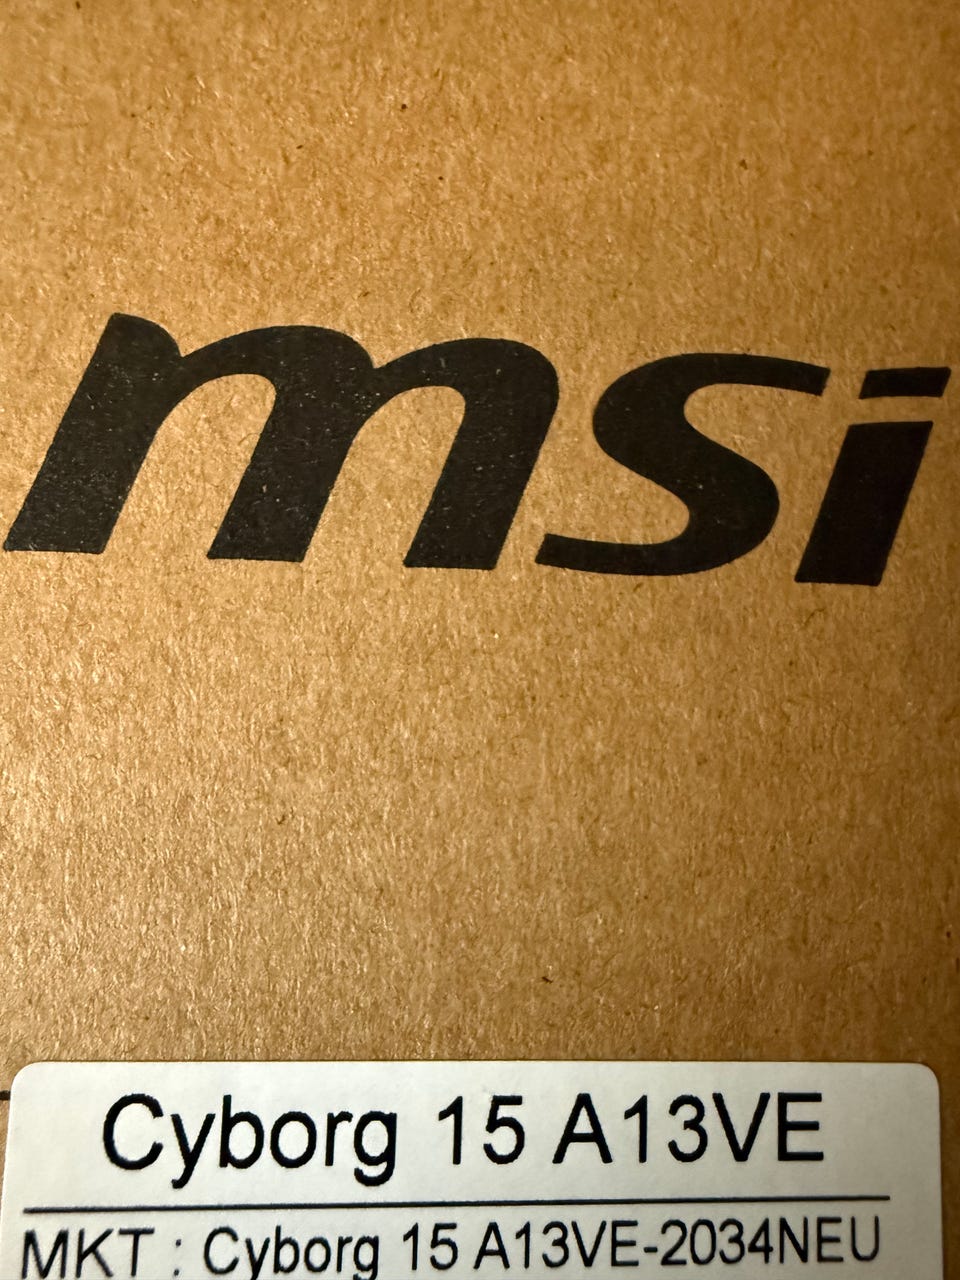 msi
Cyborg 15 A13VE
MKT : Cyborg 15 A13VE-2034NEU